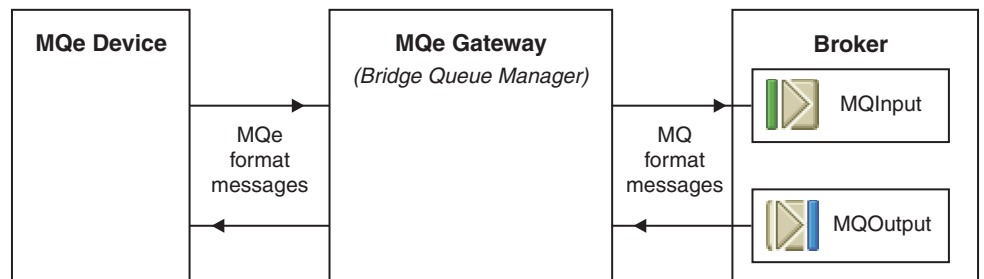 MQe Device
MQe Gateway
(Bridge Queue Manager)
Broker
MQInput
MQe
format
messages
MQ
format
messages
MQOutput